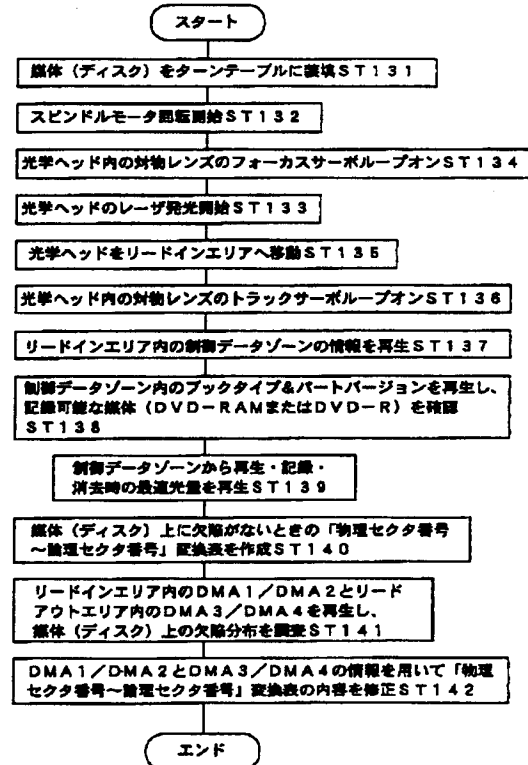 スタート
媒体（ディスク）をターンテーブルに装填ＳＴ１３１
スピンドルモータ回転開始ＳＴ１３２
光学ヘッド内の対物レンズのフォーカスサーボループオンＳＴ１３４
光学ヘッドのレーザ発光開始ＳＴ１３３
光学ヘッドをリードインエリアへ移動ＳＴ１３５
光学ヘッド内の対物レンズのトラックサーボループオンＳＴ１３６
リードインエリア内の制御データゾーンの情報を再生ＳＴ１３７
制御データゾーン内のブックタイプ＆パートバージョンを再生し、
記録可能な媒体（ＤＶＤ－ＲＡＭまたはＤＶＤ－Ｒ）を確認
ＳＴ１３８
制御データゾーンから再生・記録・
消去時の最適光量を再生ＳＴ１３９
媒体（ディスク）上に欠陥がないときの「物理セクタ番号
～論理セクタ番号」変換表を作成ＳＴ１４０
リードインエリア内のＤＭＡ１／ＤＭＡ２とリード
アウトエリア内のＤＭＡ３／ＤＭＡ４を再生し、
媒体（ディスク）上の欠陥分布を調査ＳＴ１４１
ＤＭＡ１／ＤＭＡ２とＤＭＡ３／ＤＭＡ４の情報を用いて「物理
セクタ番号～論理セクタ番号」変換表の内容を修正ＳＴ１４２
エンド